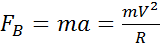 F_B = ma = \frac{mV^2}{R}